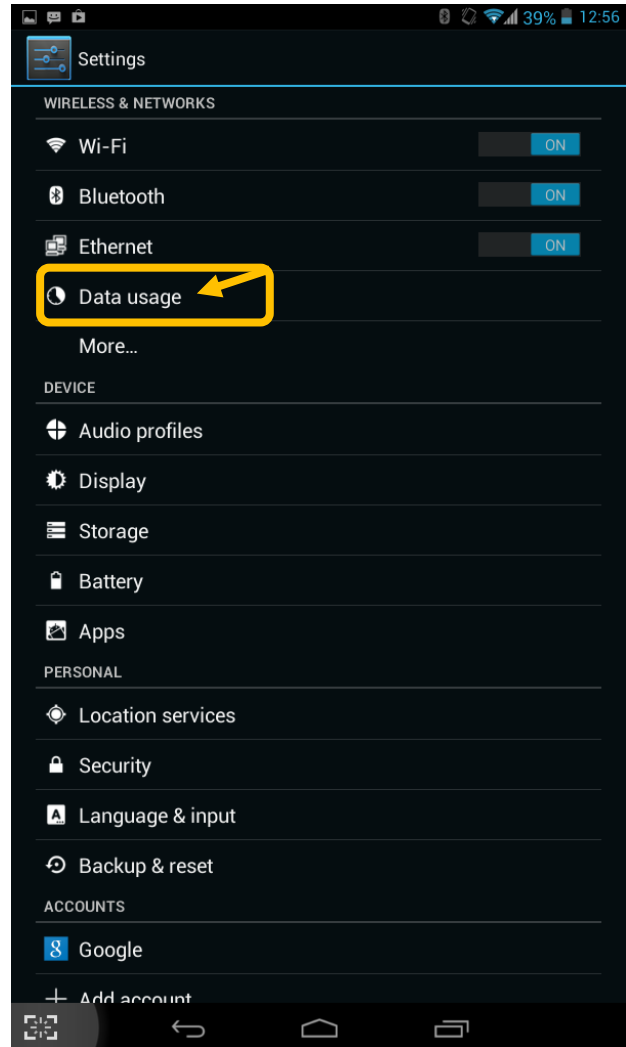 39% 12:56
Settings
WIRELESS & NETWORKS
Wi-Fi ON
Bluetooth ON
Ethernet ON
Data usage
More...
DEVICE
Audio profiles
Display
Storage
Battery
Apps
PERSONAL
Location services
Security
A Language & input
Backup & reset
ACCOUNTS
8 Google
Add account